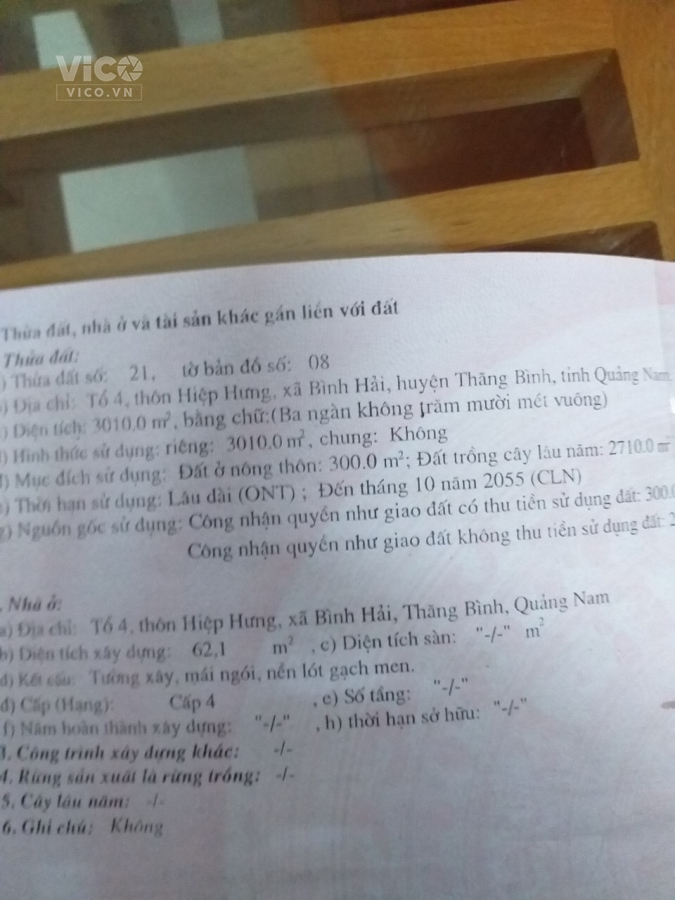 VICO
VICO.VN
Thửa đất, nhà ở và tài sản khác gắn liền với đất
Thửa đất:
) Thửa đất số: 21, tờ bản đồ số: 08
) Địa chỉ: Tổ 4, thôn Hiệp Hưng, xã Bình Hải, huyện Thăng Bình, tỉnh Quảng Nam
) Diện tích: 3010.0 m², bằng chữ:(Ba ngàn không trăm mười mét vuông)
) Hình thức sử dụng: riêng: 3010.0 m², chung: Không
) Mục đích sử dụng: Đất ở nông thôn: 300.0 m²; Đất trồng cây lâu năm: 2710.0 m²
) Thời hạn sử dụng: Lâu dài (ONT) ; Đến tháng 10 năm 2055 (CLN)
g) Nguồn gốc sử dụng: Công nhận quyền như giao đất có thu tiền sử dụng đất: 300.
Công nhận quyền như giao đất không thu tiền sử dụng đất: 2
. Nhà ở:
a) Địa chỉ: Tổ 4, thôn Hiệp Hưng, xã Bình Hải, Thăng Bình, Quảng Nam
b) Diện tích xây dựng: 62,1 m² , c) Diện tích sàn: "-/-" m²
d) Kết cấu: Tường xây, mái ngói, nền lót gạch men.
đ) Cấp (Hạng): Cấp 4 , e) Số tầng: "-/-"
f) Năm hoàn thành xây dựng: "-/-" , h) thời hạn sở hữu: "-/-"
3. Công trình xây dựng khác: -/-
4. Rừng sản xuất là rừng trồng: -/-
5. Cây lâu năm: -/-
6. Ghi chú: Không